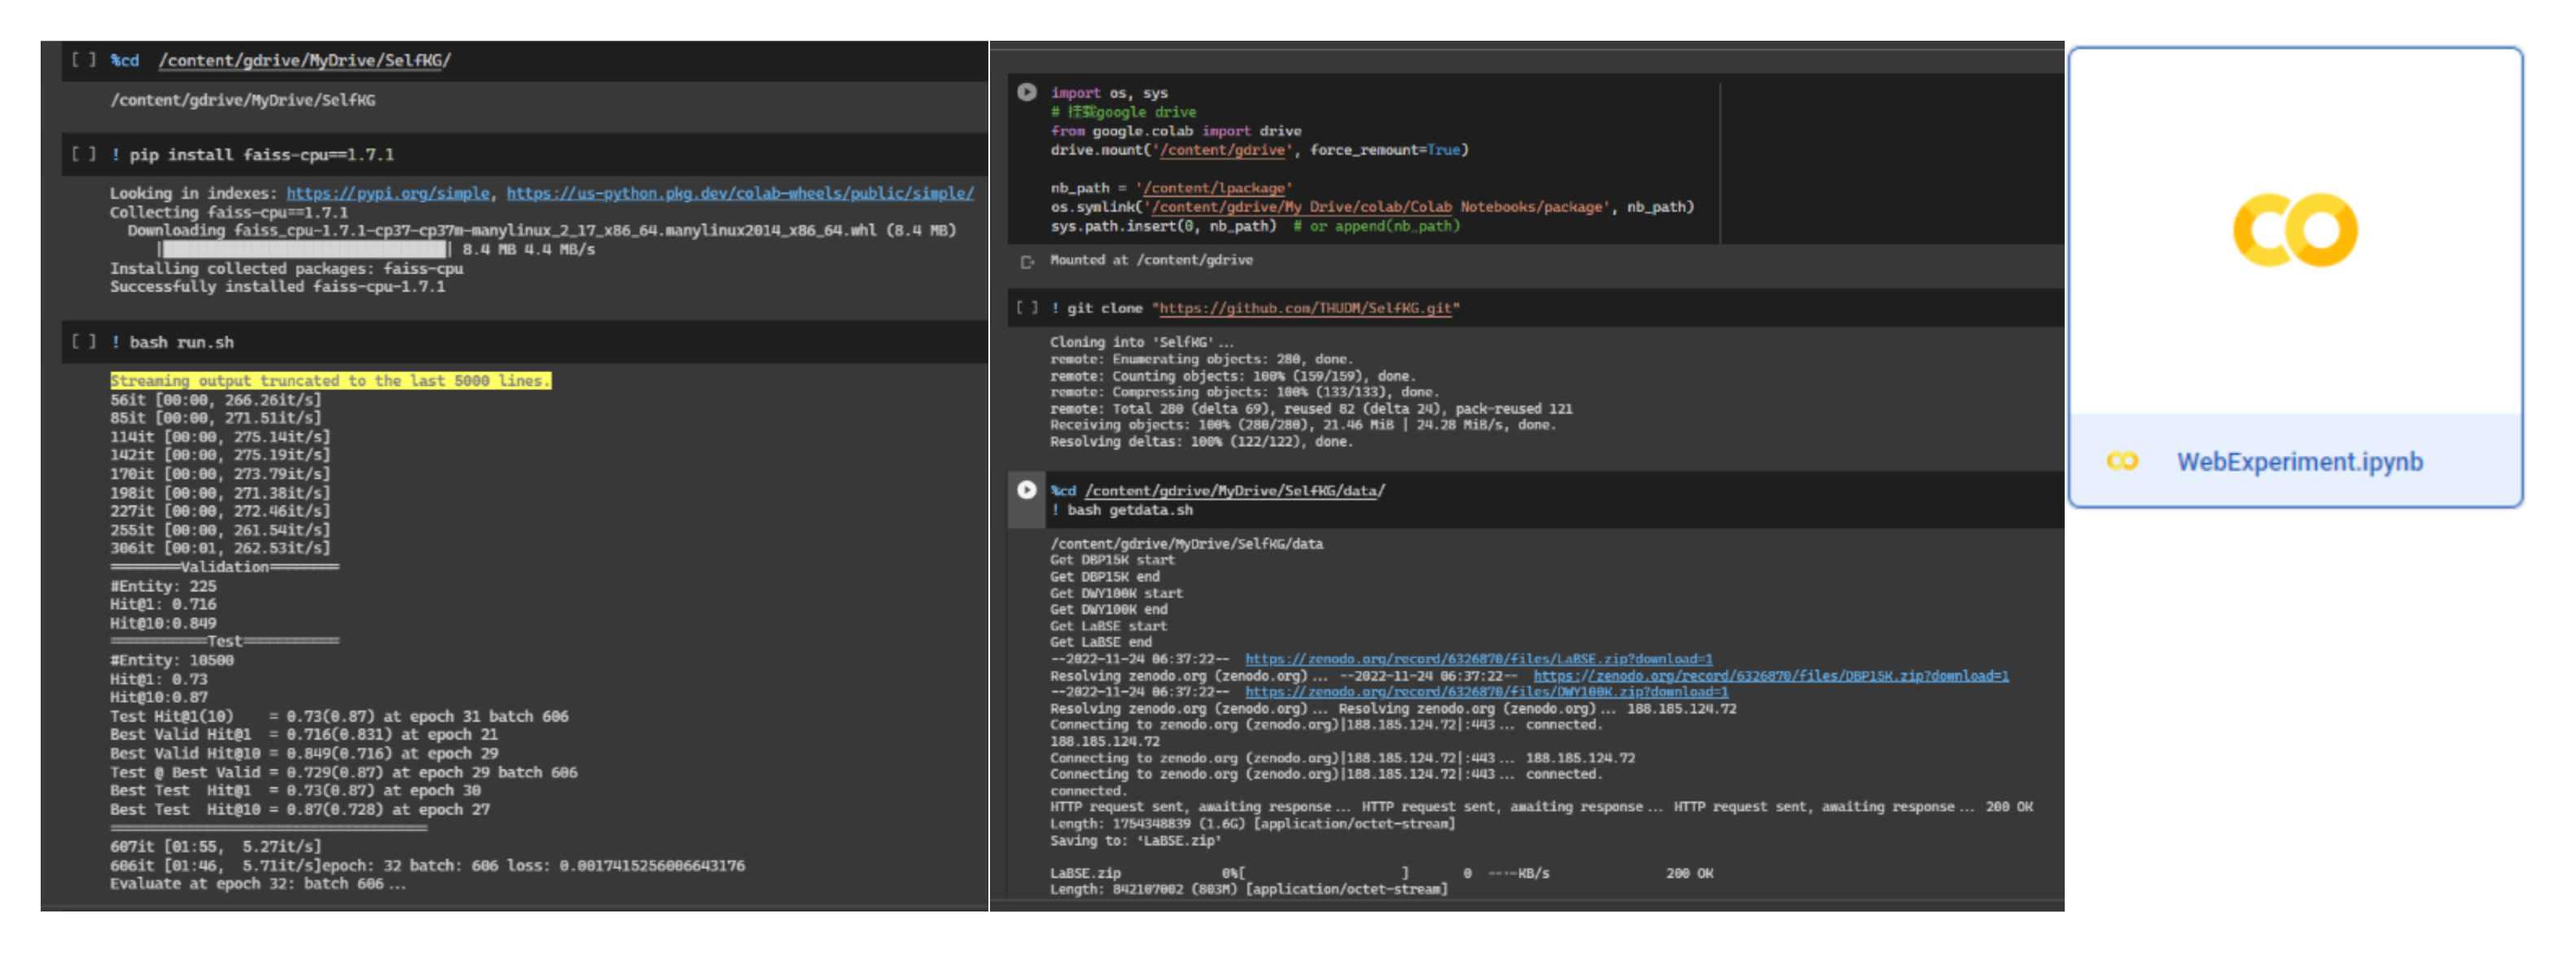 [ ] %cd /content/gdrive/MyDrive/SelfKG/
/content/gdrive/MyDrive/SelfKG
[ ] ! pip install faiss-cpu==1.7.1
Looking in indexes: https://pypi.org/simple, https://us-python.pkg.dev/colab-wheels/public/simple/
Collecting faiss-cpu==1.7.1
Downloading faiss_cpu-1.7.1-cp37-cp37m-manylinux_2_17_x86_64.manylinux2014_x86_64.whl (8.4 MB)
|████████████████████████████████| 8.4 MB 4.4 MB/s
Installing collected packages: faiss-cpu
Successfully installed faiss-cpu-1.7.1
[ ] ! bash run.sh
Streaming output truncated to the last 5000 lines.
56it [00:00, 266.26it/s]
85it [00:00, 271.51it/s]
114it [00:00, 275.14it/s]
142it [00:00, 275.19it/s]
170it [00:00, 273.79it/s]
198it [00:00, 271.38it/s]
227it [00:00, 272.46it/s]
255it [00:00, 261.54it/s]
306it [00:01, 262.53it/s]
========Validation========
#Entity: 225
Hit@1: 0.716
Hit@10:0.849
===========Test===========
#Entity: 10500
Hit@1: 0.73
Hit@10:0.87
Test Hit@1(10)    = 0.73(0.87) at epoch 31 batch 606
Best Valid Hit@1  = 0.716(0.831) at epoch 21
Best Valid Hit@10 = 0.849(0.716) at epoch 29
Test @ Best Valid = 0.729(0.87) at epoch 29 batch 606
Best Test  Hit@1  = 0.73(0.87) at epoch 30
Best Test  Hit@10 = 0.87(0.728) at epoch 27
====================================
607it [01:55,  5.27it/s]
606it [01:46,  5.71it/s]epoch: 32 batch: 606 loss: 0.0017415256006643176
Evaluate at epoch 32: batch 606...
import os, sys
# 挂载google drive
from google.colab import drive
drive.mount('/content/gdrive', force_remount=True)
nb_path = '/content/lpackage'
os.symlink('/content/gdrive/My Drive/colab/Colab Notebooks/package', nb_path)
sys.path.insert(0, nb_path)  # or append(nb_path)
Mounted at /content/gdrive
[ ] ! git clone "https://github.com/THUDM/SelfKG.git"
Cloning into 'SelfKG'...
remote: Enumerating objects: 280, done.
remote: Counting objects: 100% (159/159), done.
remote: Compressing objects: 100% (133/133), done.
remote: Total 280 (delta 69), reused 82 (delta 24), pack-reused 121
Receiving objects: 100% (280/280), 21.46 MiB | 24.28 MiB/s, done.
Resolving deltas: 100% (122/122), done.
%cd /content/gdrive/MyDrive/SelfKG/data/
! bash getdata.sh
/content/gdrive/MyDrive/SelfKG/data
Get DBP15K start
Get DBP15K end
Get DWY100K start
Get DWY100K end
Get LaBSE start
Get LaBSE end
--2022-11-24 06:37:22--  https://zenodo.org/record/6326870/files/LaBSE.zip?download=1
Resolving zenodo.org (zenodo.org)... --2022-11-24 06:37:22--  https://zenodo.org/record/6326870/files/DBP15K.zip?download=1
--2022-11-24 06:37:22--  https://zenodo.org/record/6326870/files/DWY100K.zip?download=1
Resolving zenodo.org (zenodo.org)... Resolving zenodo.org (zenodo.org)... 188.185.124.72
Connecting to zenodo.org (zenodo.org)|188.185.124.72|:443... connected.
188.185.124.72
Connecting to zenodo.org (zenodo.org)|188.185.124.72|:443... 188.185.124.72
Connecting to zenodo.org (zenodo.org)|188.185.124.72|:443... connected.
connected.
HTTP request sent, awaiting response... HTTP request sent, awaiting response... HTTP request sent, awaiting response... 200 OK
Length: 1754348839 (1.6G) [application/octet-stream]
Saving to: ‘LaBSE.zip’
LaBSE.zip 0%[ ] 0 --.-KB/s 200 OK
Length: 842107002 (803M) [application/octet-stream]
WebExperiment.ipynb